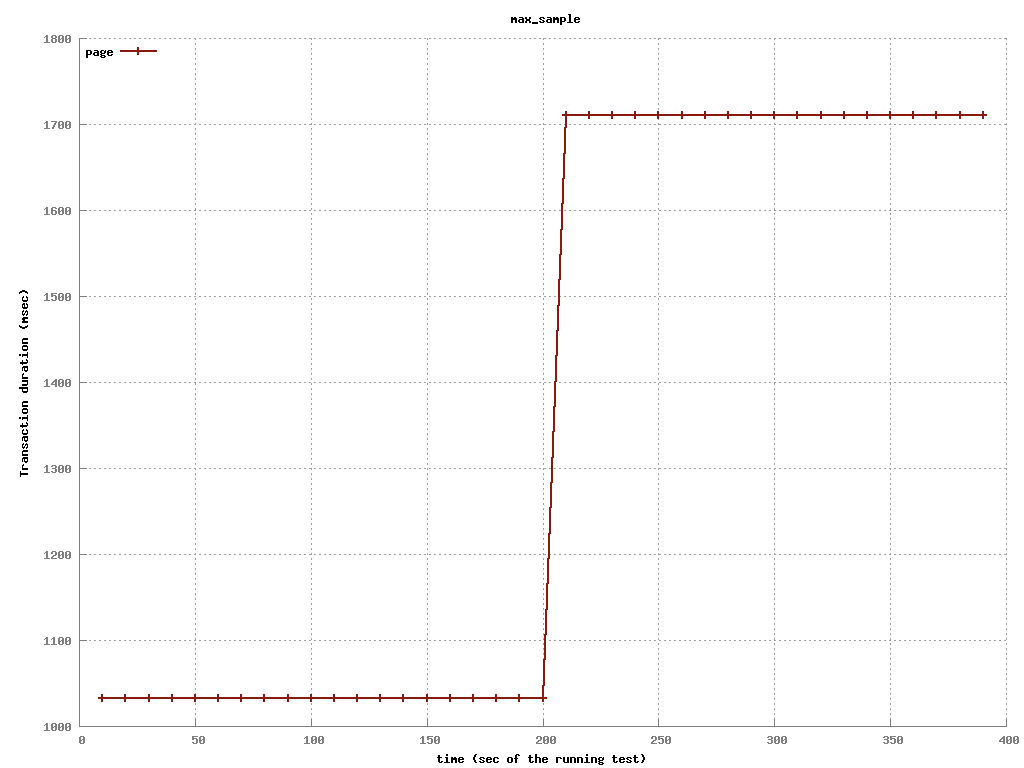 max_sample
page
1800
1700
1600
1500
1400
1300
1200
1100
1000
Transaction duration (msec)
0 50 100 150 200 250 300 350 400
time (sec of the running test)